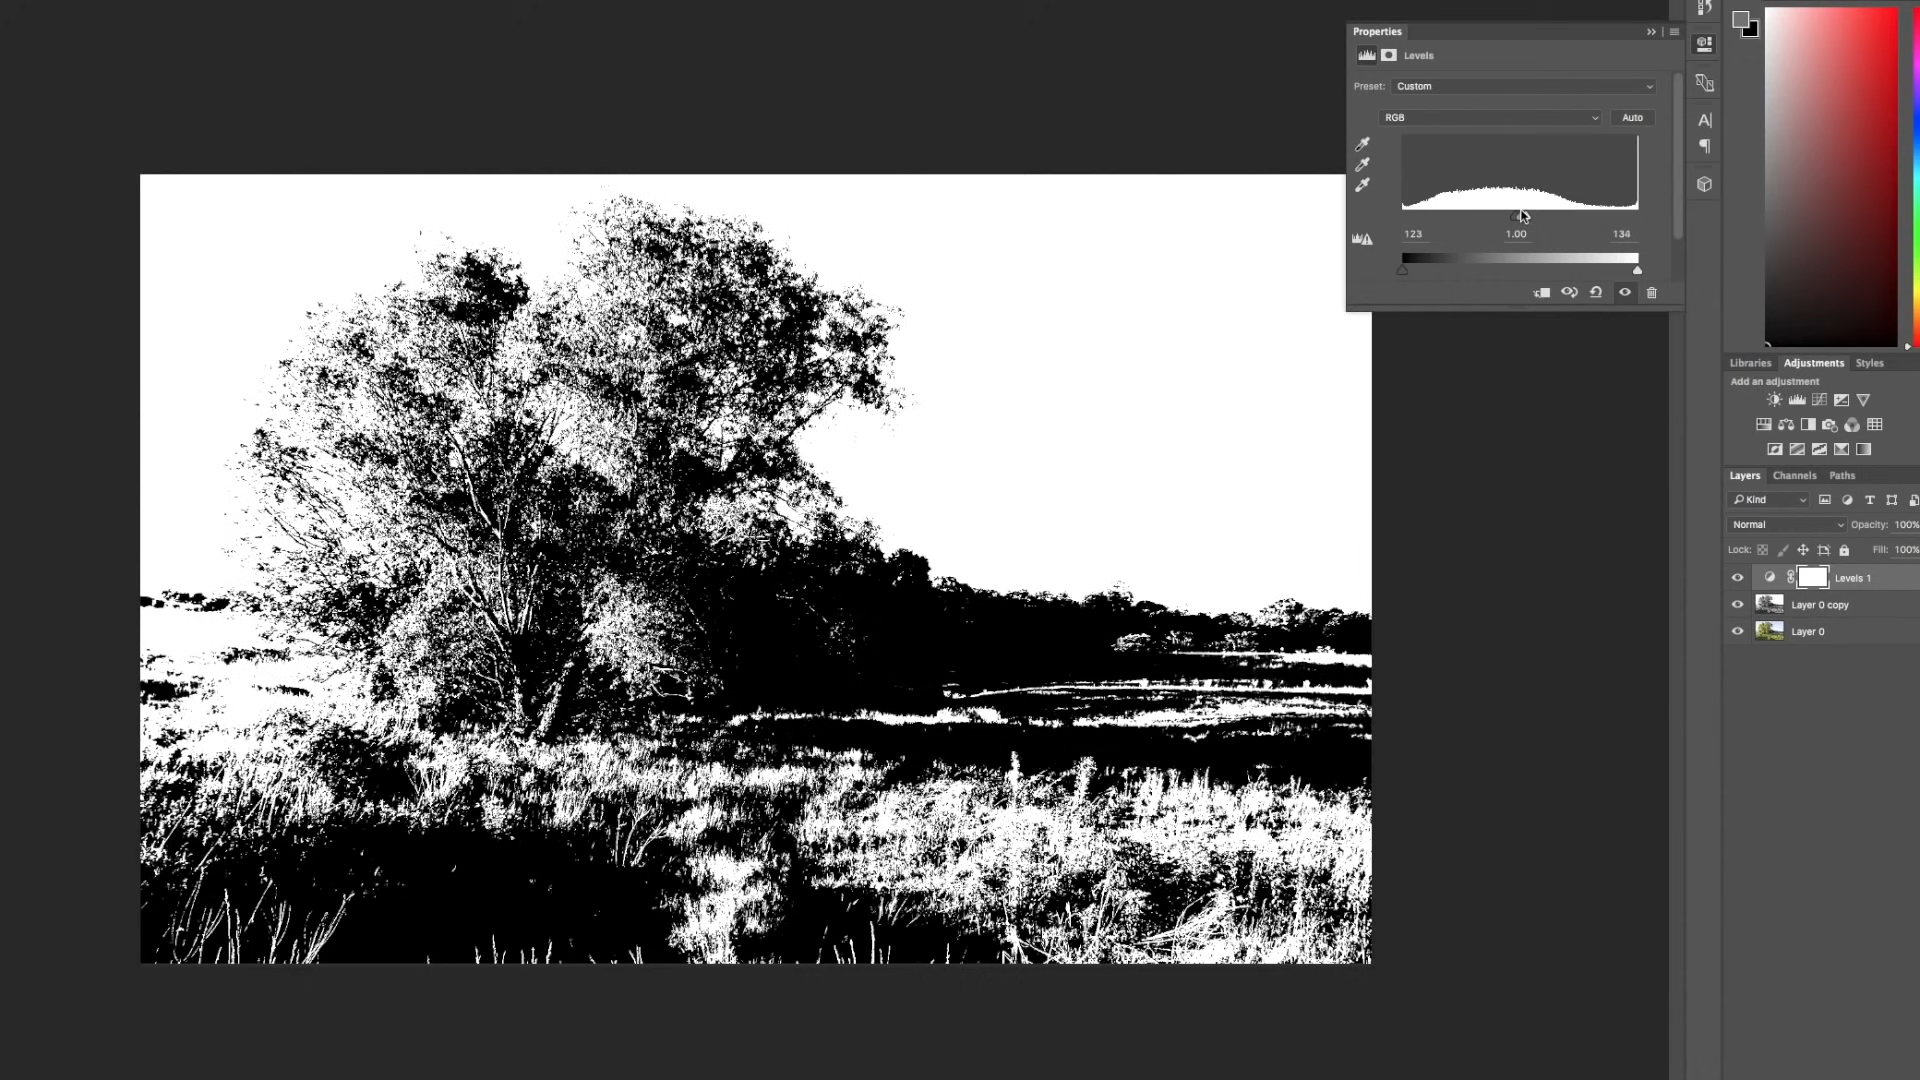 Properties
Levels
Preset: Custom
RGB
Auto
123 1.00 134
Libraries Adjustments Styles
Add an adjustment
Layers Channels Paths
Kind
Normal Opacity: 100%
Lock: Fill: 100%
Levels 1
Layer 0 copy
Layer 0